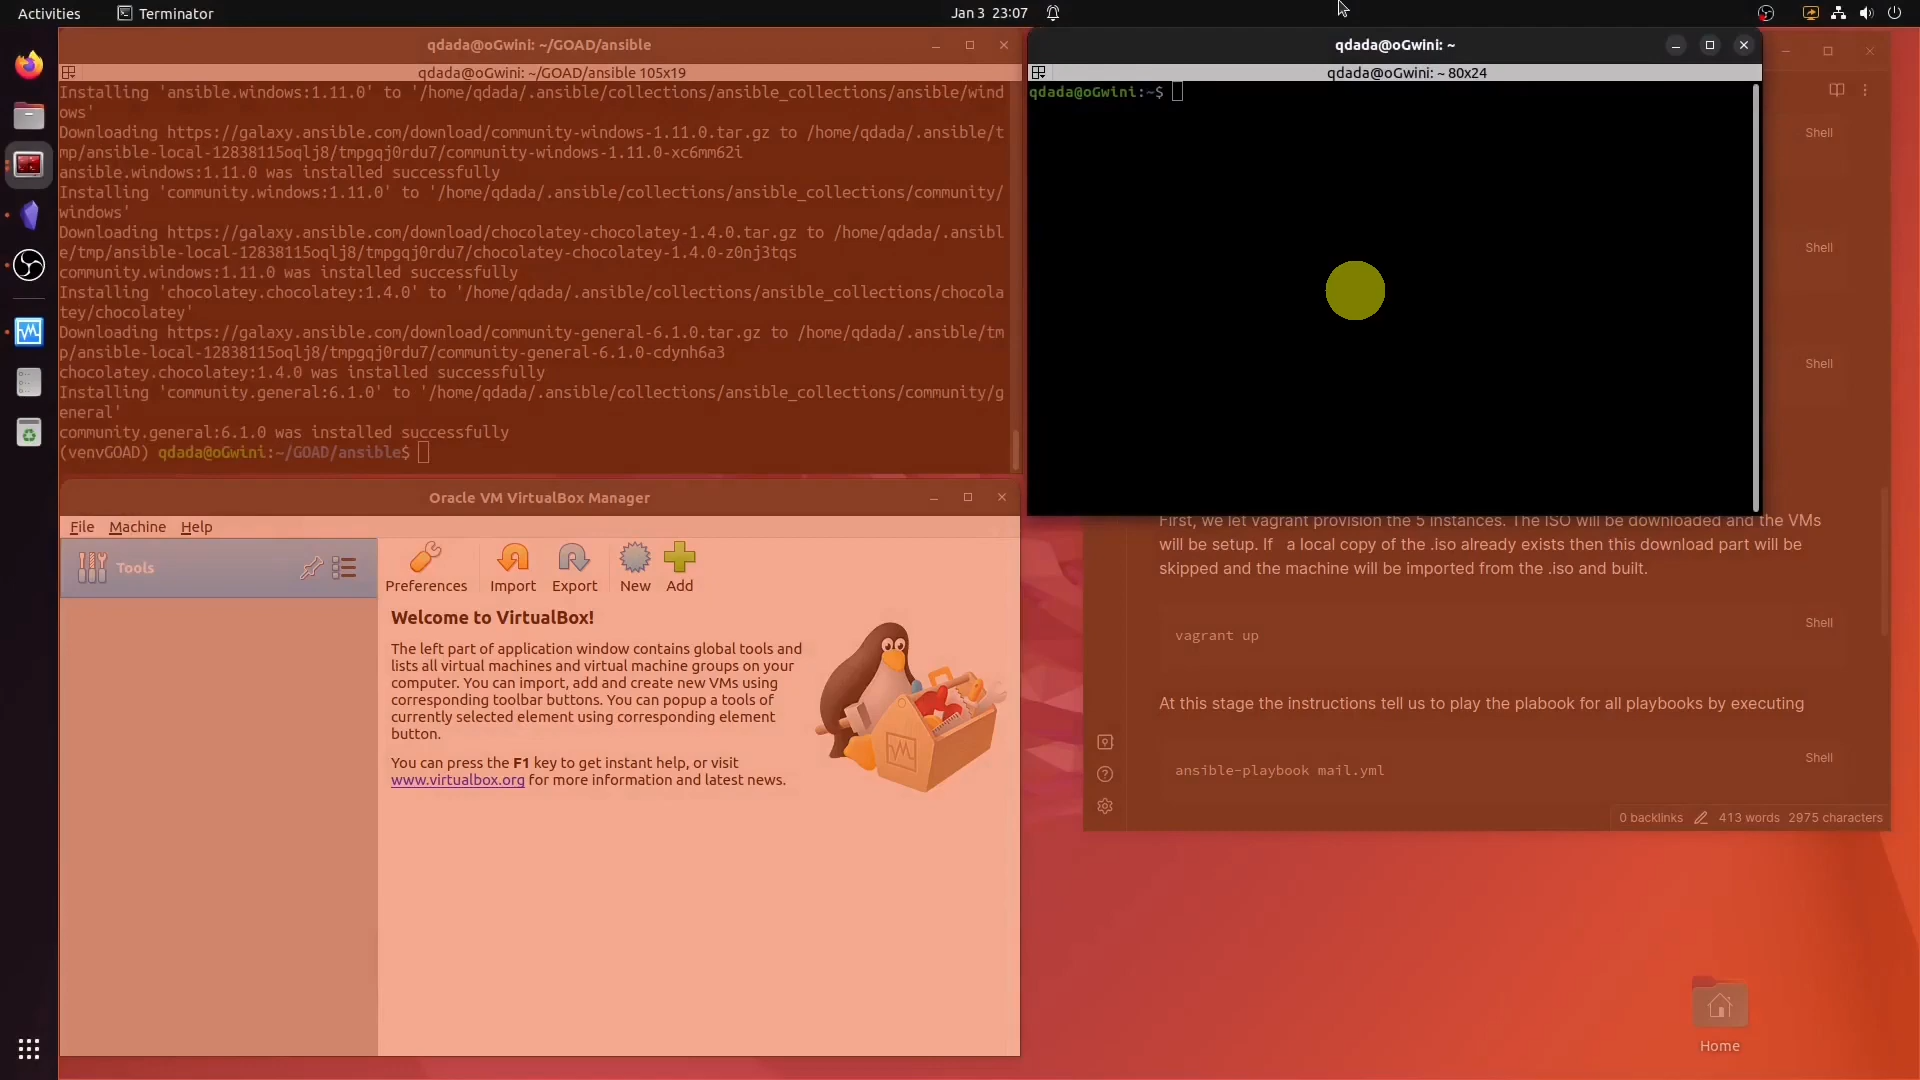 Activities
Terminator
Jan 3 23:07
qdada@oGwini: ~/GOAD/ansible
qdada@oGwini: ~/GOAD/ansible 105x19
Installing 'ansible.windows:1.11.0' to '/home/qdada/.ansible/collections/ansible_collections/ansible/wind
ows'
Downloading https://galaxy.ansible.com/download/community-windows-1.11.0.tar.gz to /home/qdada/.ansible/t
mp/ansible-local-12838115oqlj8/tmpgqj0rdu7/community-windows-1.11.0-xc6mm62i
ansible.windows:1.11.0 was installed successfully
Installing 'community.windows:1.11.0' to '/home/qdada/.ansible/collections/ansible_collections/community/
windows'
Downloading https://galaxy.ansible.com/download/chocolatey-chocolatey-1.4.0.tar.gz to /home/qdada/.ansibl
e/tmp/ansible-local-12838115oqlj8/tmpgqj0rdu7/chocolatey-chocolatey-1.4.0-z0nj3tqs
community.windows:1.11.0 was installed successfully
Installing 'chocolatey.chocolatey:1.4.0' to '/home/qdada/.ansible/collections/ansible_collections/chocola
tey/chocolatey'
Downloading https://galaxy.ansible.com/download/community-general-6.1.0.tar.gz to /home/qdada/.ansible/tm
p/ansible-local-12838115oqlj8/tmpgqj0rdu7/community-general-6.1.0-cdynh6a3
chocolatey.chocolatey:1.4.0 was installed successfully
Installing 'community.general:6.1.0' to '/home/qdada/.ansible/collections/ansible_collections/community/g
eneral'
community.general:6.1.0 was installed successfully
(venvGOAD) qdada@oGwini:~/GOAD/ansible$
qdada@oGwini: ~
qdada@oGwini: ~ 80x24
qdada@oGwini:~$
Shell
Shell
Shell
First, we let vagrant provision the 5 instances. The ISO will be downloaded and the VMs
will be setup. If a local copy of the .iso already exists then this download part will be
skipped and the machine will be imported from the .iso and built.
Shell
vagrant up
At this stage the instructions tell us to play the plabook for all playbooks by executing
Shell
ansible-playbook mail.yml
0 backlinks
413 words
2975 characters
Oracle VM VirtualBox Manager
File
Machine
Help
Tools
Preferences
Import
Export
New
Add
Welcome to VirtualBox!
The left part of application window contains global tools and
lists all virtual machines and virtual machine groups on your
computer. You can import, add and create new VMs using
corresponding toolbar buttons. You can popup a tools of
currently selected element using corresponding element
button.
You can press the F1 key to get instant help, or visit
www.virtualbox.org for more information and latest news.
Home